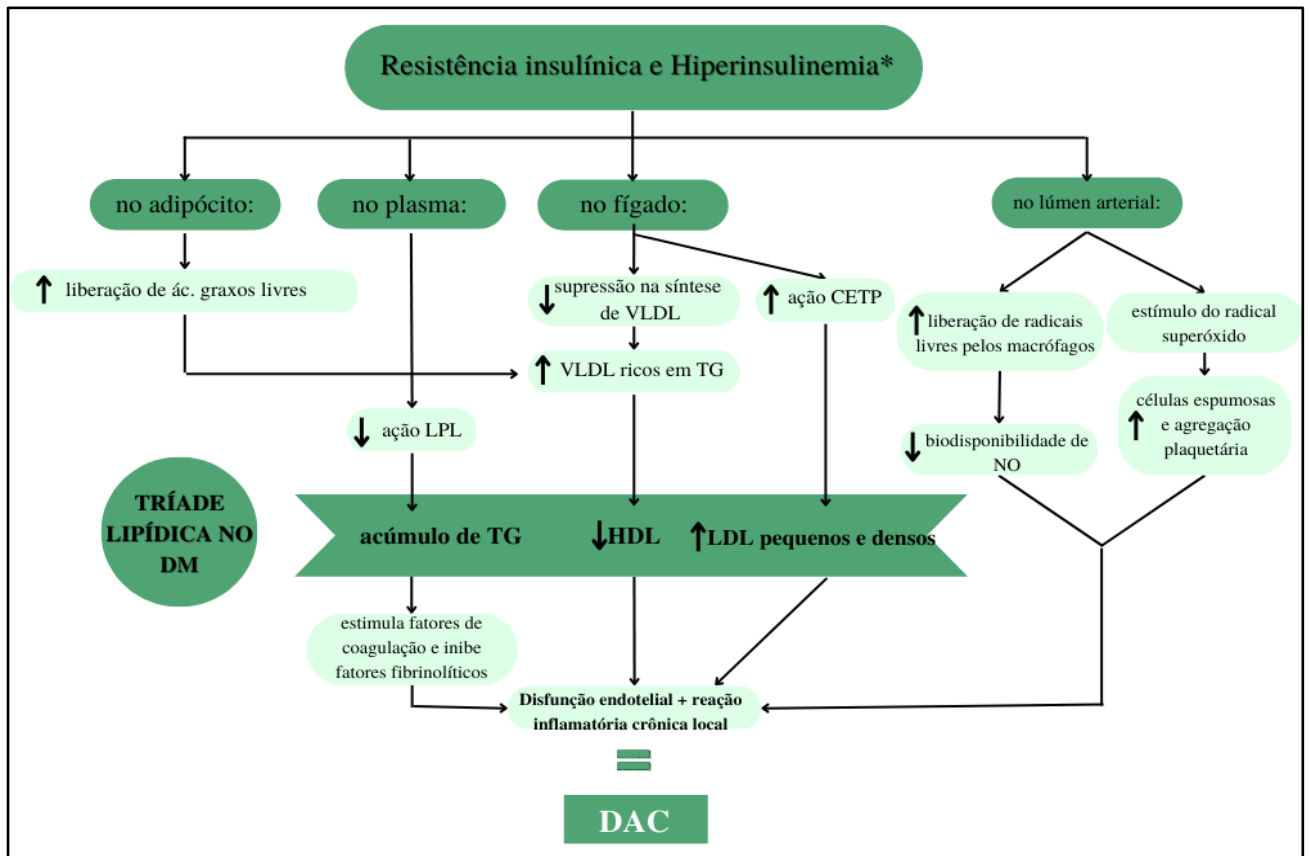 Resistência insulínica e Hiperinsulinemia*
no adipócito:
no plasma:
no fígado:
no lúmen arterial:
↑ liberação de ác. graxos livres
↓ supressão na síntese
de VLDL
↑ ação CETP
↑ liberação de radicais
livres pelos macrófagos
estímulo do radical
superóxido
↑ VLDL ricos em TG
↓ ação LPL
↓ biodisponibilidade de
NO
↑ células espumosas
e agregação
plaquetária
TRÍADE
LIPÍDICA NO
DM
acúmulo de TG
↓HDL
↑LDL pequenos e densos
estimula fatores de
coagulação e inibe
fatores fibrinolíticos
Disfunção endotelial + reação
inflamatória crônica local
=
DAC